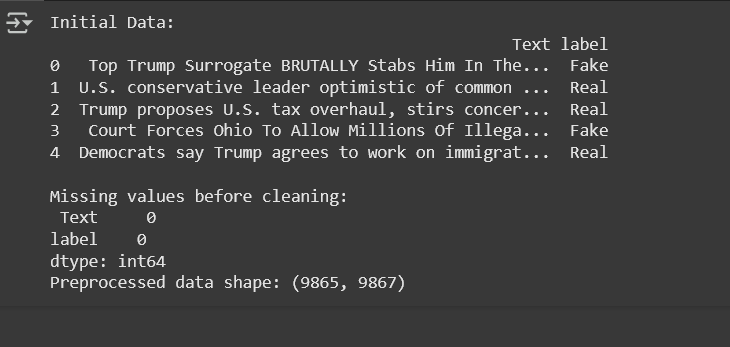 Initial Data:
Text label
0 Top Trump Surrogate BRUTALLY Stabs Him In The... Fake
1 U.S. conservative leader optimistic of common ... Real
2 Trump proposes U.S. tax overhaul, stirs concer... Real
3 Court Forces Ohio To Allow Millions Of Illega... Fake
4 Democrats say Trump agrees to work on immigrat... Real
Missing values before cleaning:
Text 0
label 0
dtype: int64
Preprocessed data shape: (9865, 9867)